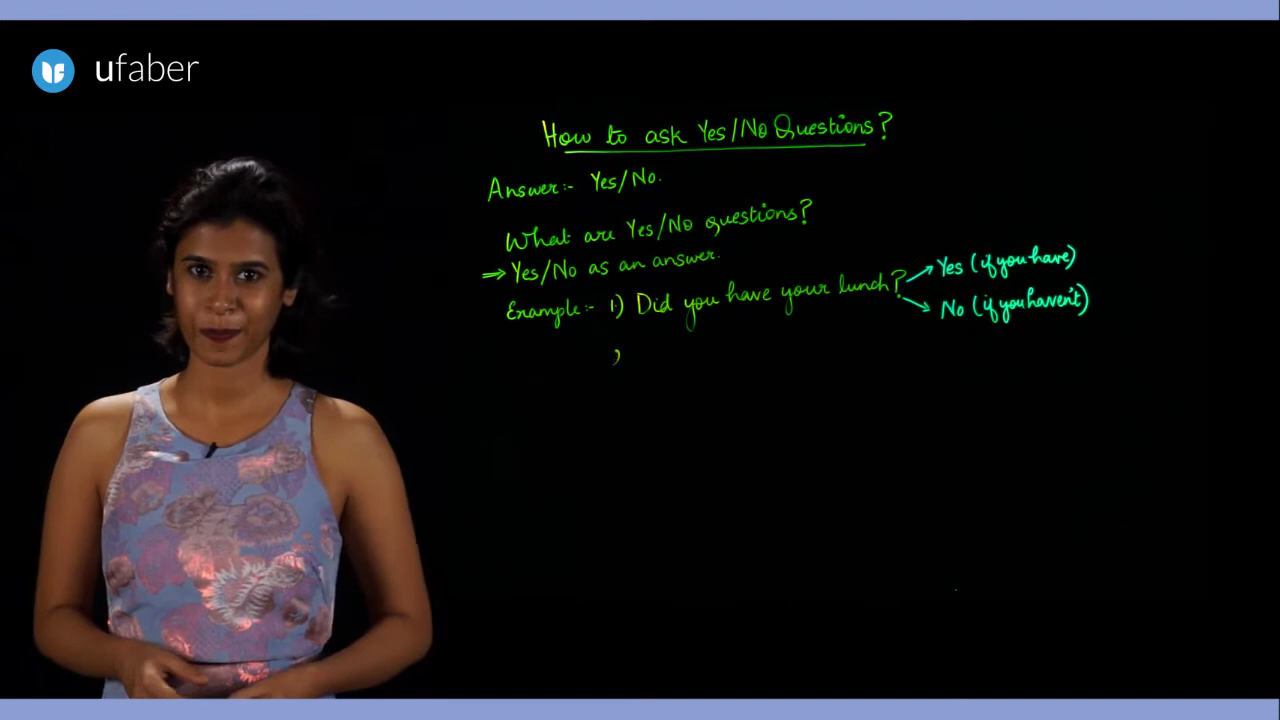 ufaber
How to ask Yes/No Questions?
Answer:- Yes/No.
What are Yes/No questions?
⇒ Yes/No as an answer.
Example:- 1) Did you have your lunch?
Yes (if you have)
No (if you haven't)
)